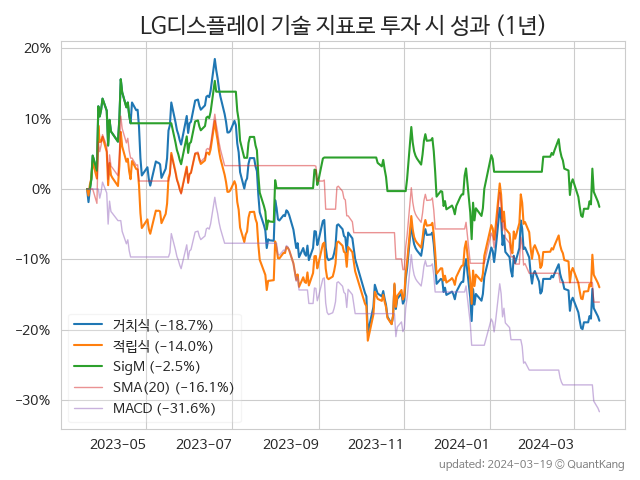 LG디스플레이 기술 지표로 투자 시 성과 (1년)
20%
10%
0%
−10%
−20%
−30%
거치식 (−18.7%)
적립식 (−14.0%)
SigM (−2.5%)
SMA(20) (−16.1%)
MACD (−31.6%)
2023−05 2023−07 2023−09 2023−11 2024−01 2024−03
updated: 2024−03−19 © QuantKang